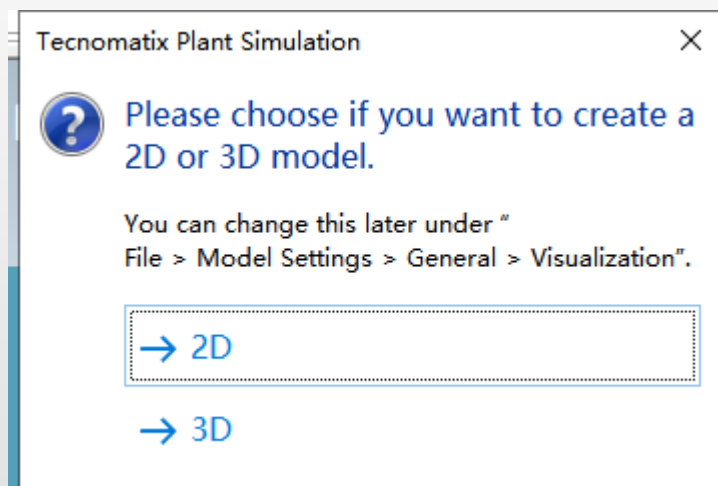 Tecnomatix Plant Simulation
Please choose if you want to create a
2D or 3D model.
You can change this later under "
File > Model Settings > General > Visualization".
→ 2D
→ 3D